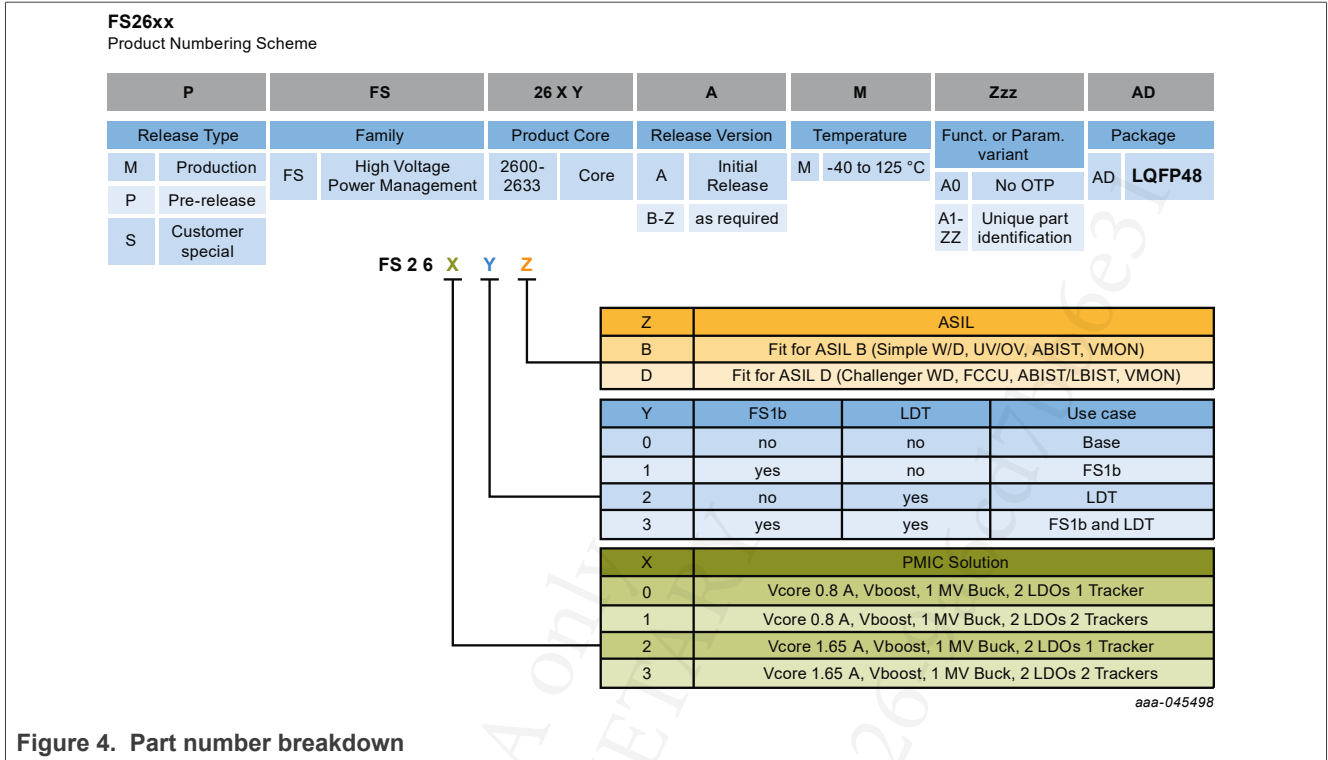 FS26xx
Product Numbering Scheme
P FS 26 X Y A M Zzz AD
Release Type Family Product Core Release Version Temperature Funct. or Param. variant Package
M Production
P Pre-release
S Customer special
FS High Voltage Power Management
2600-2633 Core
A Initial Release
B-Z as required
M -40 to 125 °C
A0 No OTP
A1-ZZ Unique part identification
AD LQFP48
FS 2 6 X Y Z
Z ASIL
B Fit for ASIL B (Simple W/D, UV/OV, ABIST, VMON)
D Fit for ASIL D (Challenger WD, FCCU, ABIST/LBIST, VMON)
Y FS1b LDT Use case
0 no no Base
1 yes no FS1b
2 no yes LDT
3 yes yes FS1b and LDT
X PMIC Solution
0 Vcore 0.8 A, Vboost, 1 MV Buck, 2 LDOs 1 Tracker
1 Vcore 0.8 A, Vboost, 1 MV Buck, 2 LDOs 2 Trackers
2 Vcore 1.65 A, Vboost, 1 MV Buck, 2 LDOs 1 Tracker
3 Vcore 1.65 A, Vboost, 1 MV Buck, 2 LDOs 2 Trackers
aaa-045498
Figure 4. Part number breakdown